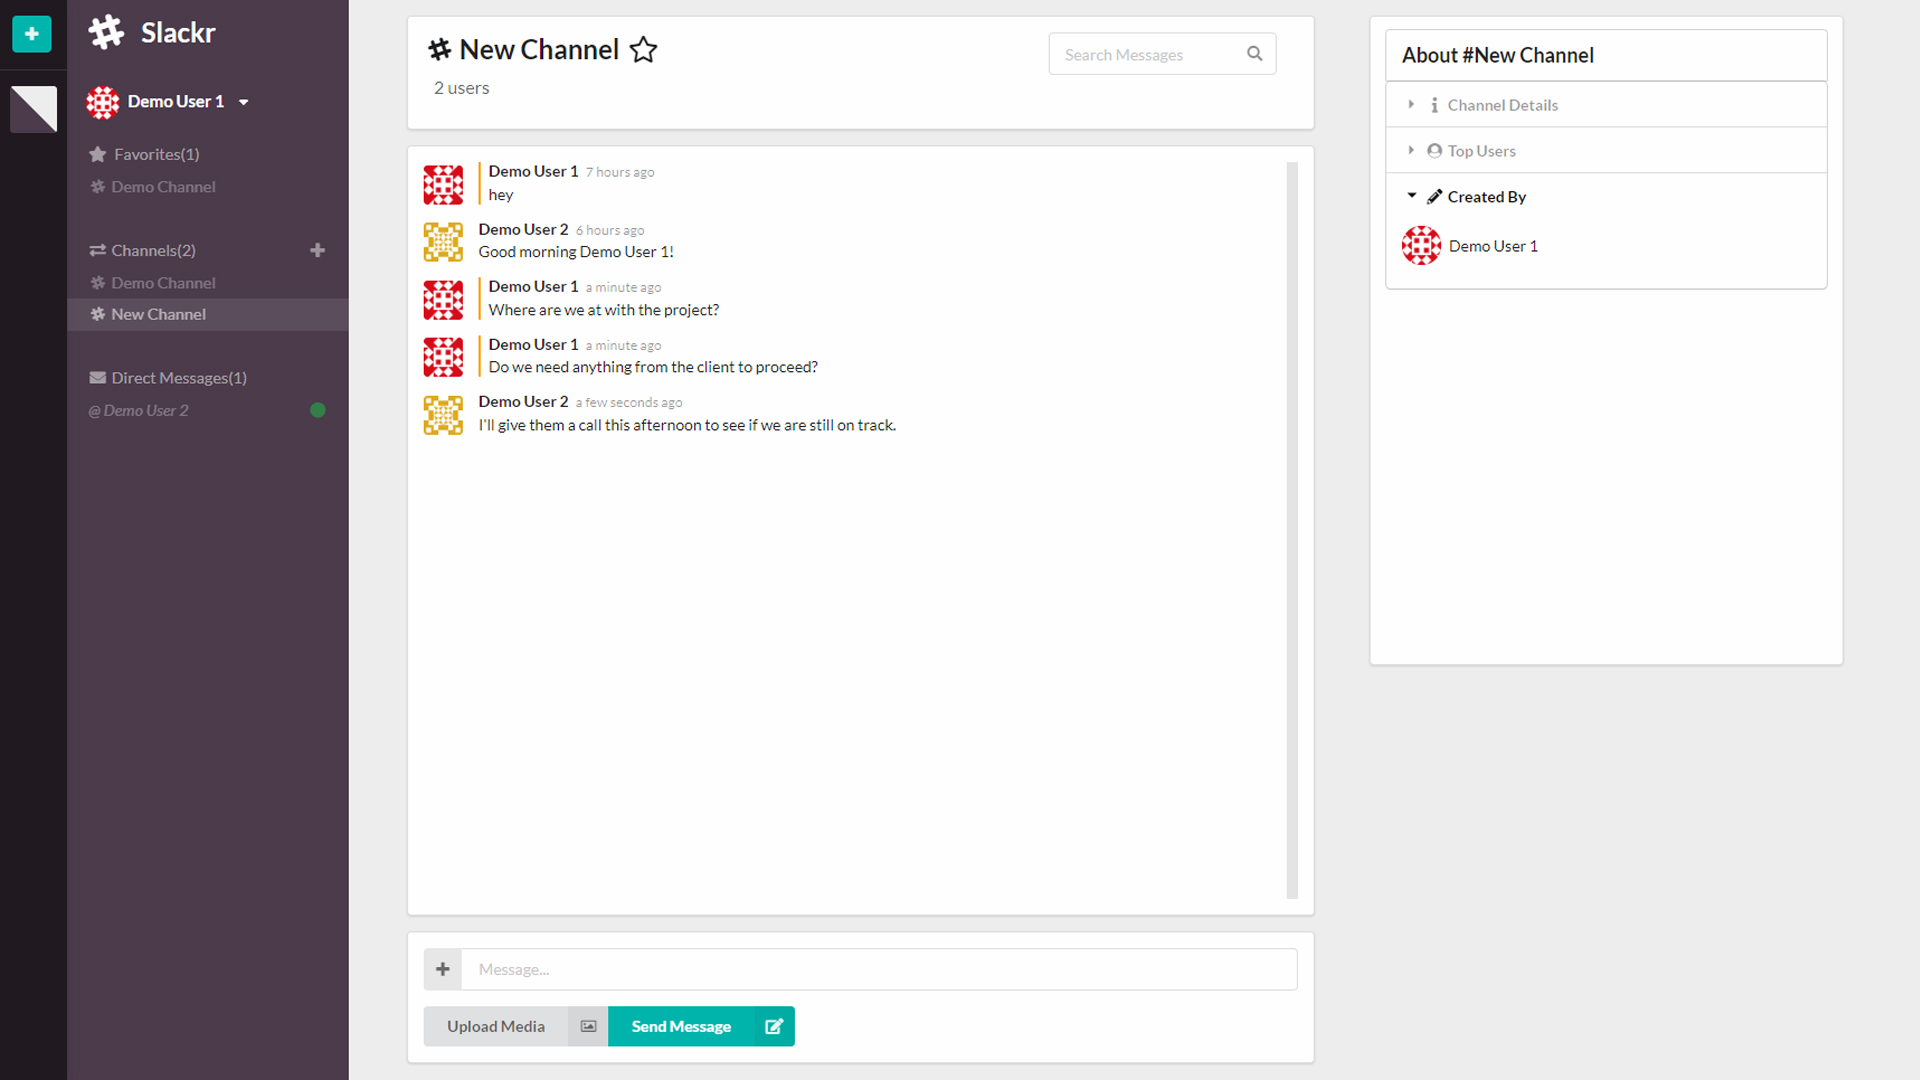 Slackr
Demo User 1
Favorites(1)
Demo Channel
Channels(2)
Demo Channel
New Channel
Direct Messages(1)
@ Demo User 2
New Channel
2 users
Search Messages
Demo User 1 7 hours ago
hey
Demo User 2 6 hours ago
Good morning Demo User 1!
Demo User 1 a minute ago
Where are we at with the project?
Demo User 1 a minute ago
Do we need anything from the client to proceed?
Demo User 2 a few seconds ago
I'll give them a call this afternoon to see if we are still on track.
Message...
Upload Media
Send Message
About #New Channel
Channel Details
Top Users
Created By
Demo User 1